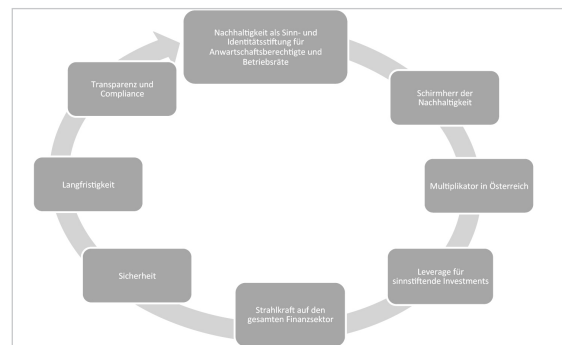 Nachhaltigkeit als Sinn- und
Identitätsstiftung für
Anwartschaftsberechtigte und
Betriebsräte
Schirmherr der
Nachhaltigkeit
Multiplikator in Österreich
Leverage für
sinnstiftende Investments
Strahlkraft auf den
gesamten Finanzsektor
Sicherheit
Langfristigkeit
Transparenz und
Compliance